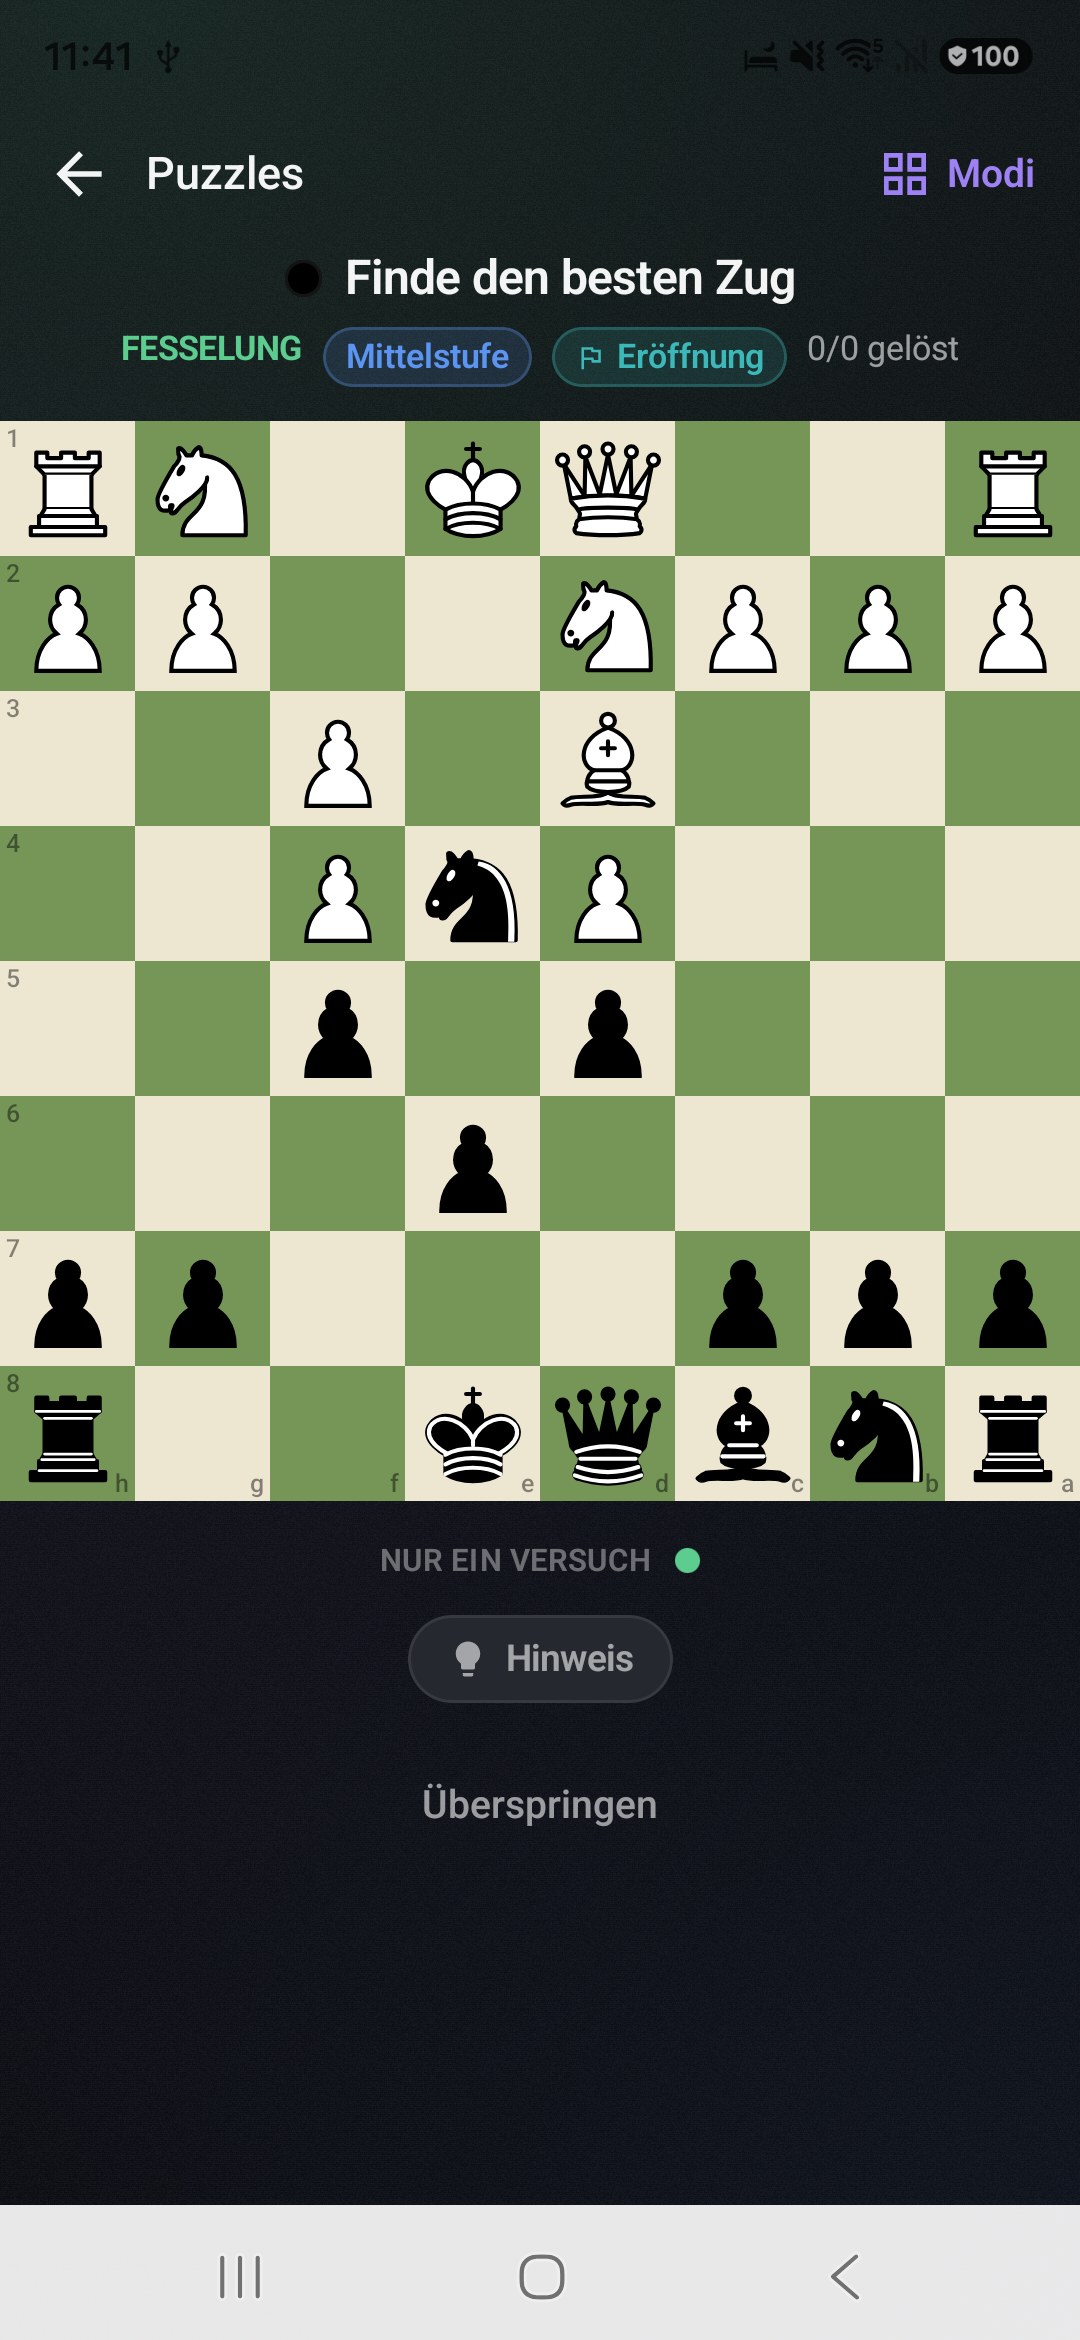 11:41 5 100
Puzzles Modi
Finde den besten Zug
FESSELUNG Mittelstufe Eröffnung 0/0 gelöst
1
2
3
4
5
6
7
8 h g f e d c b a
NUR EIN VERSUCH
Hinweis
Überspringen